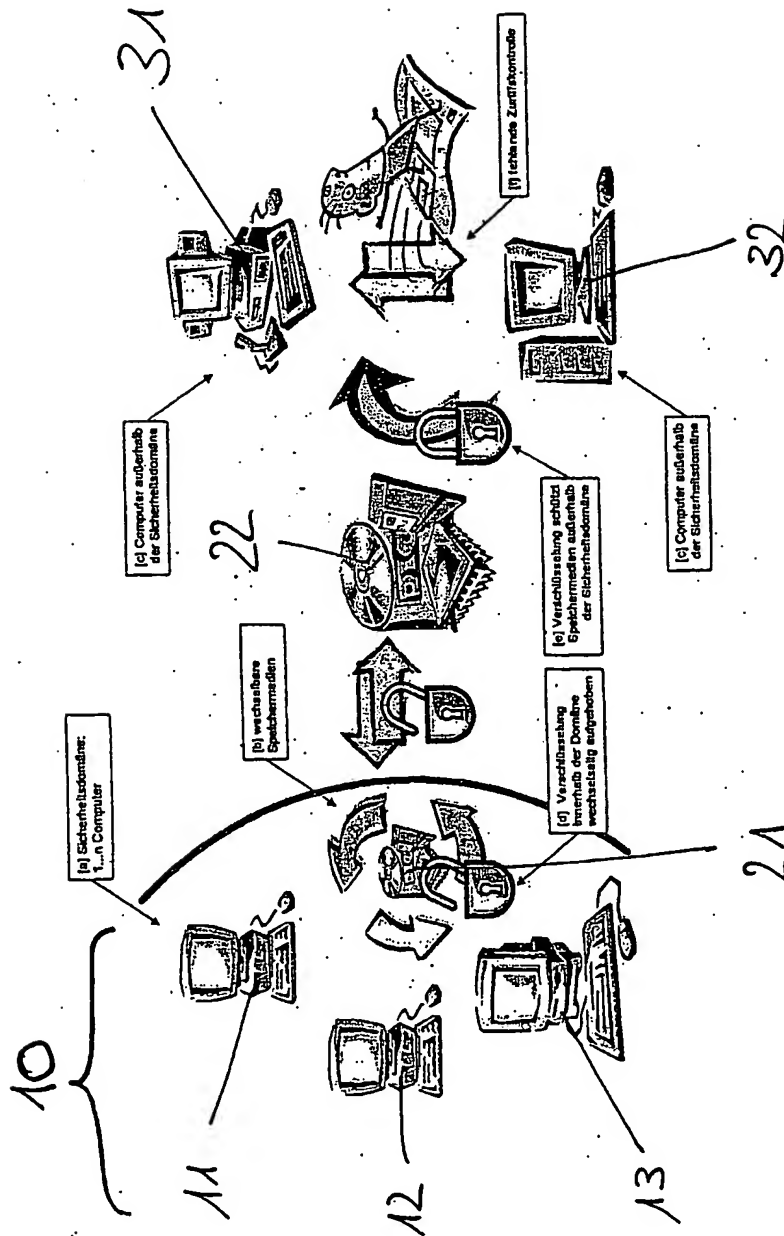 10
11
12
13
[a] Sicherheitsdomäne:
1...n Computer
[b] wechselbare
Speichermedien
[d] Verschlüsselung
innerhalb der Domäne
wechselseitig aufgehoben
21
22
[c] Computer außerhalb
der Sicherheitsdomäne
31
[e] Verschlüsselung schützt
Speichermedien außerhalb
der Sicherheitsdomäne
[f] fehlende Zugriffskontrolle
[c] Computer außerhalb
der Sicherheitsdomäne
32